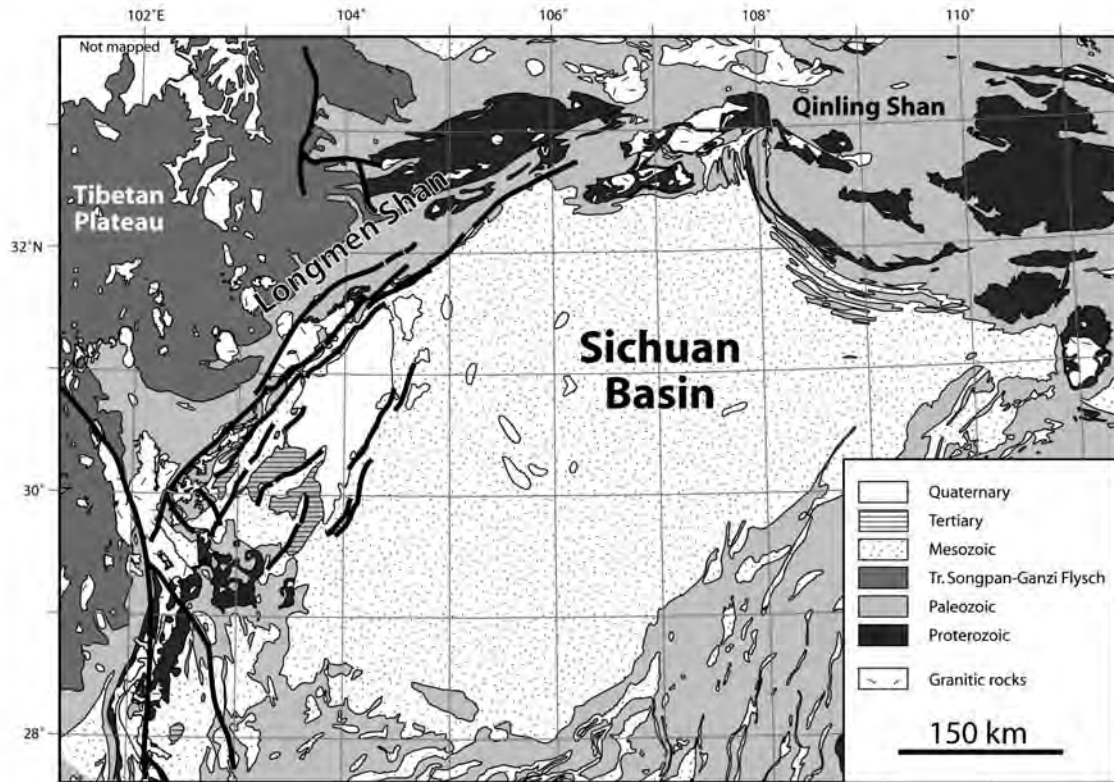 102°E
104°
106°
108°
110°
Not mapped
Qinling Shan
Tibetan
Plateau
Longmen Shan
32°N
Sichuan
Basin
30°
28°
Quaternary
Tertiary
Mesozoic
Tr. Songpan-Ganzi Flysch
Paleozoic
Proterozoic
Granitic rocks
150 km